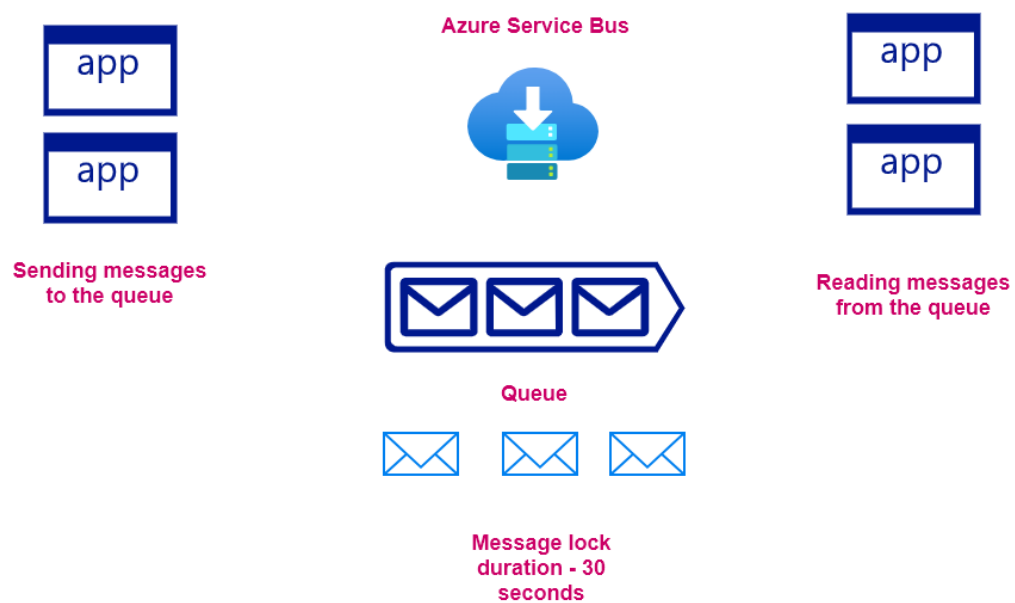 Azure Service Bus
app
app
app
app
Sending messages
to the queue
Reading messages
from the queue
Queue
Message lock
duration - 30
seconds